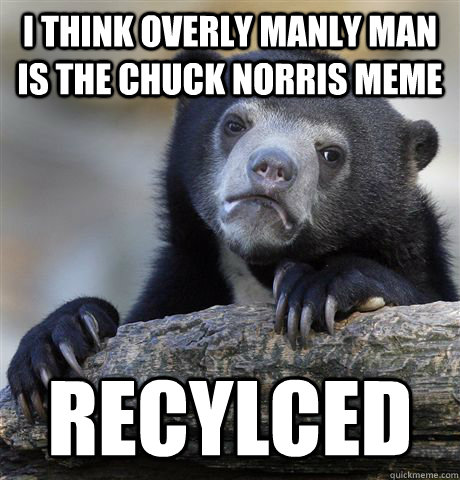 I THINK OVERLY MANLY MAN
IS THE CHUCK NORRIS MEME
RECYLCED
quickmeme.com